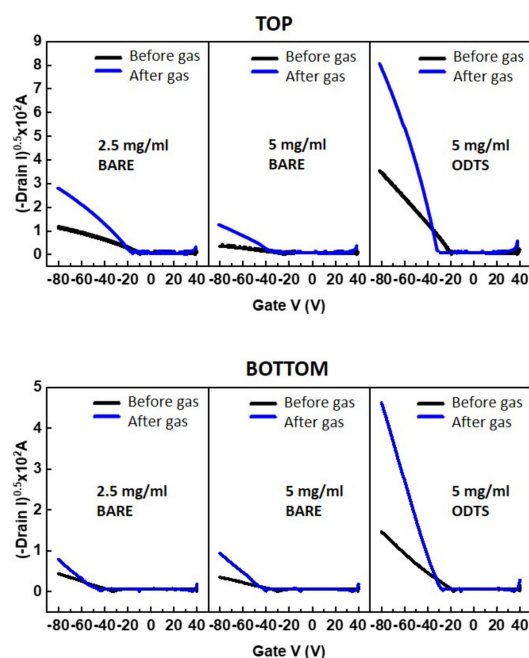 TOP
(-Drain I)^0.5x10^2A
9
8
7
6
5
4
3
2
1
0
Before gas
After gas
2.5 mg/ml
BARE
Before gas
After gas
5 mg/ml
BARE
Before gas
After gas
5 mg/ml
ODTS
-80 -60 -40 -20 0 20 40
-80 -60 -40 -20 0 20 40
-80 -60 -40 -20 0 20 40
Gate V (V)
BOTTOM
(-Drain I)^0.5x10^2A
5
4
3
2
1
0
Before gas
After gas
2.5 mg/ml
BARE
Before gas
After gas
5 mg/ml
BARE
Before gas
After gas
5 mg/ml
ODTS
-80 -60 -40 -20 0 20 40
-80 -60 -40 -20 0 20 40
-80 -60 -40 -20 0 20 40
Gate V (V)